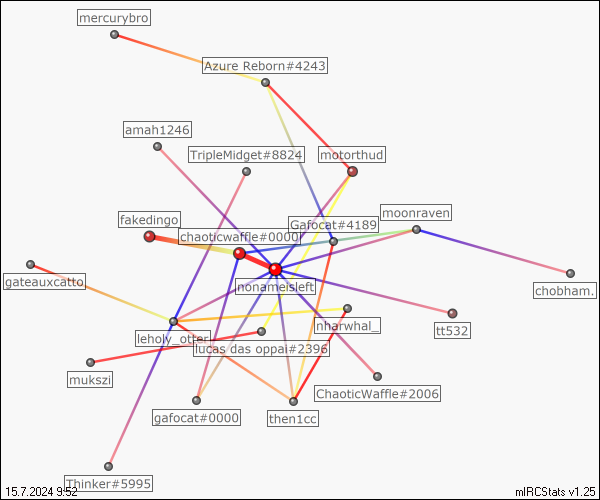 mercurybro
Azure Reborn#4243
amah1246
TripleMidget#8824
motorthud
fakedingo
moonraven
Gafocat#4189
chaoticwaffle#0000
gateauxcatto
nnnameisleft
chobham.
nharwhal_
tt532
leholy_otter
lucas das oppai#2396
mukszi
ChaoticWaffle#2006
gafocat#0000
then1cc
Thinker#5995
15.7.2024 9:52
mIRCStats v1.25